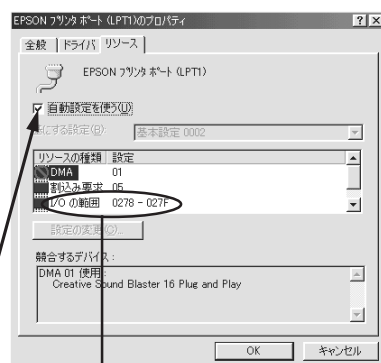 EPSON プリンタ ポート (LPT1)のプロパティ
全般 ドライバ リソース
EPSON プリンタ ポート (LPT1)
自動設定を使う(U)
にする設定(B): 基本設定 0002
リソースの種類 設定
DMA 01
割込み要求 05
I/O の範囲 0278 - 027F
設定の変更(C)...
競合するデバイス:
DMA 01 使用:
Creative Sound Blaster 16 Plug and Play
OK キャンセル